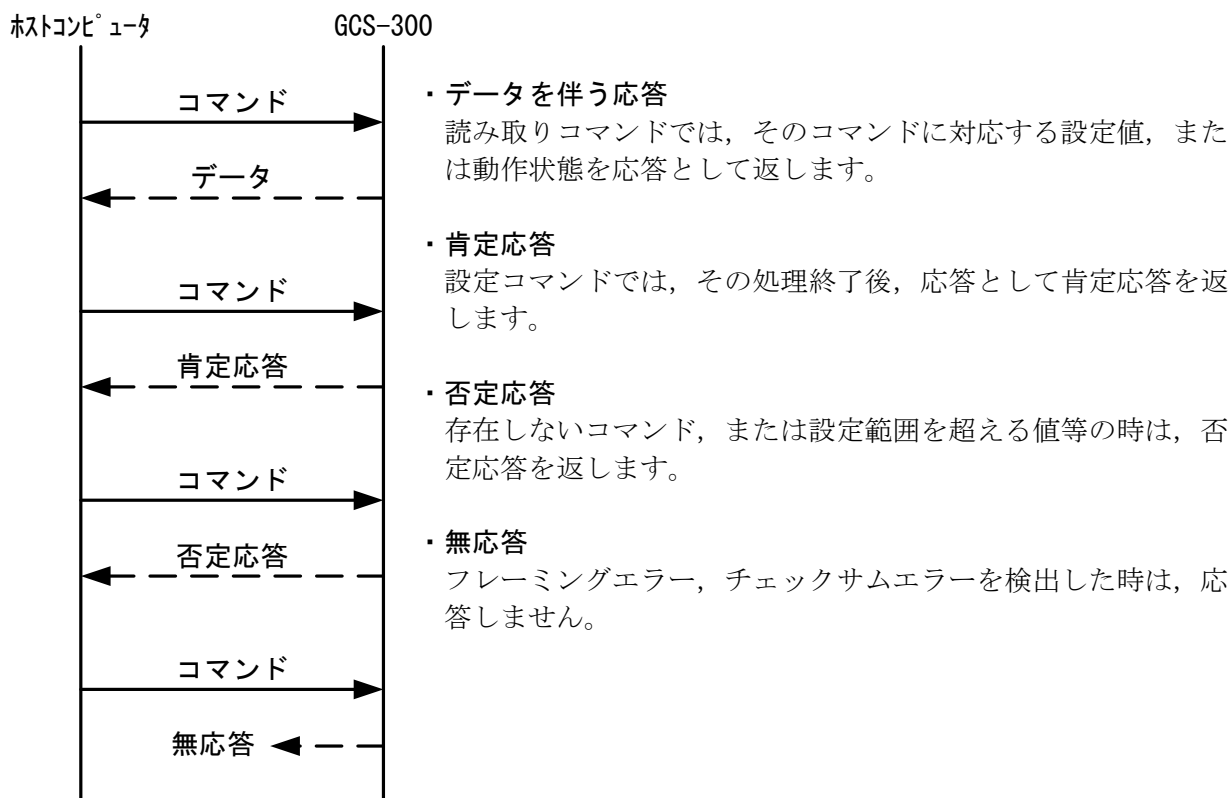 ﾎｽﾄｺﾝﾋﾟｭｰﾀ
GCS-300
コマンド
データ
コマンド
肯定応答
コマンド
否定応答
コマンド
無応答
・データを伴う応答
読み取りコマンドでは，そのコマンドに対応する設定値，また
は動作状態を応答として返します。
・肯定応答
設定コマンドでは，その処理終了後，応答として肯定応答を返
します。
・否定応答
存在しないコマンド，または設定範囲を超える値等の時は，否
定応答を返します。
・無応答
フレーミングエラー，チェックサムエラーを検出した時は，応
答しません。